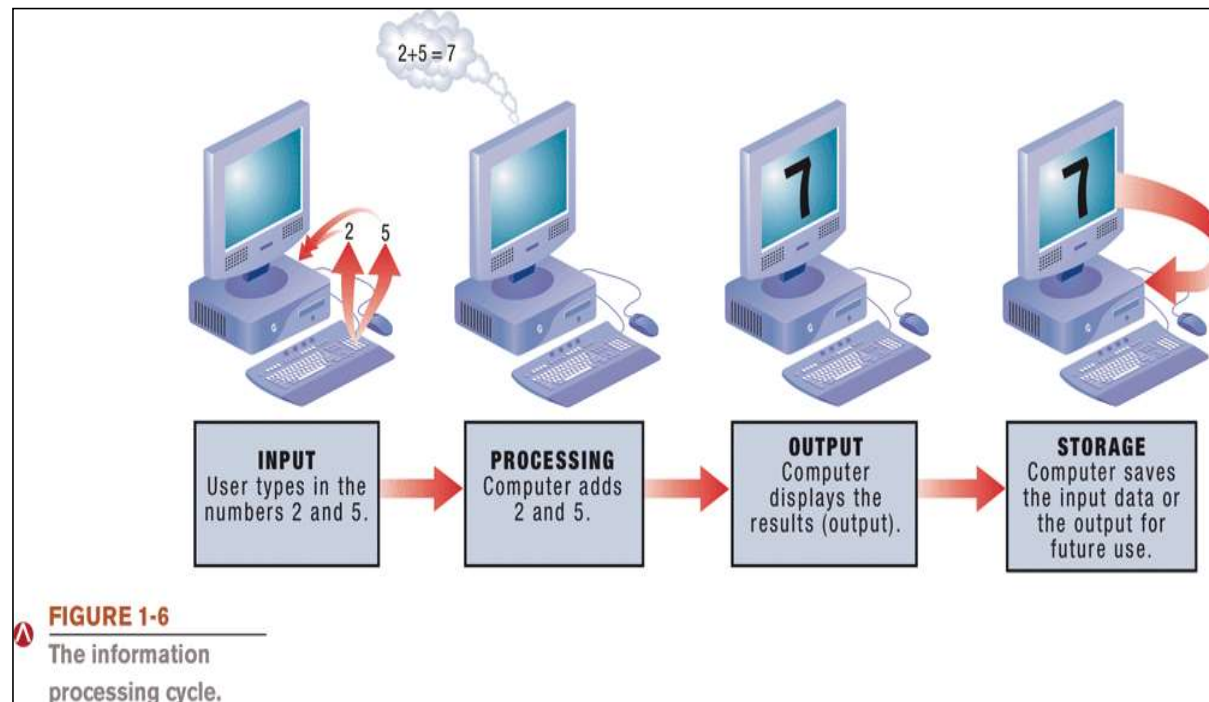 2+5 = 7
2 5
7
7
INPUT
User types in the
numbers 2 and 5.
PROCESSING
Computer adds
2 and 5.
OUTPUT
Computer
displays the
results (output).
STORAGE
Computer saves
the input data or
the output for
future use.
FIGURE 1-6
The information
processing cycle.